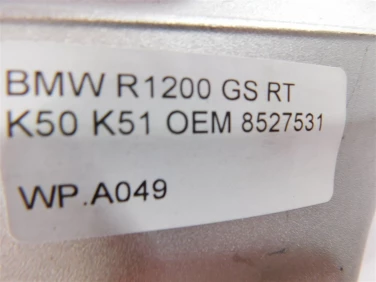 BMW R1200 GS RT
K50 K51 OEM 8527531
WP.A049